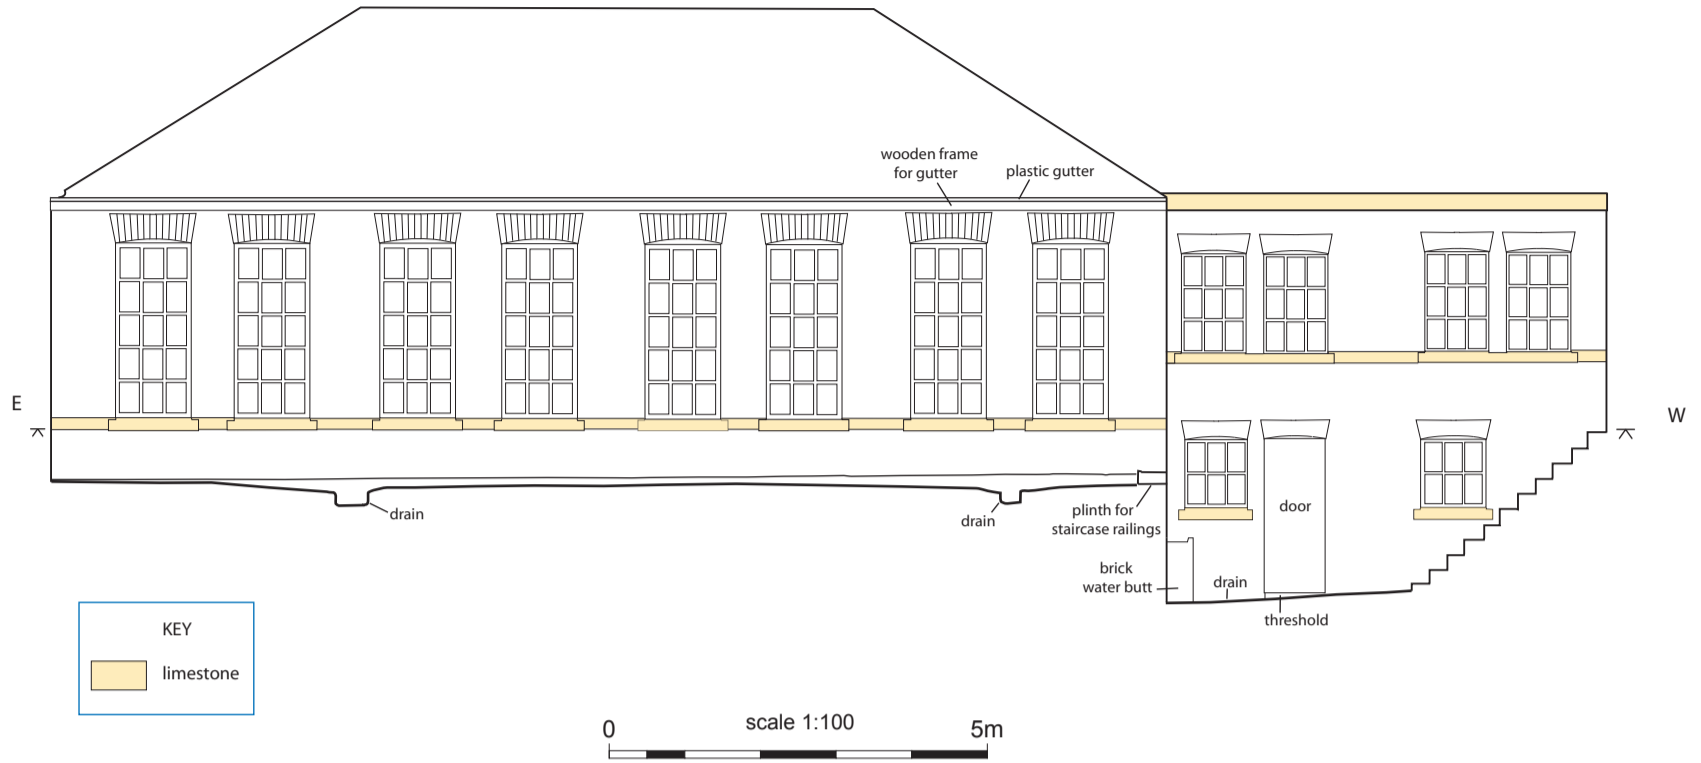 wooden frame
for gutter
plastic gutter
E
W
drain
drain
plinth for
staircase railings
door
brick
water butt
drain
threshold
KEY
limestone
0
scale 1:100
5m